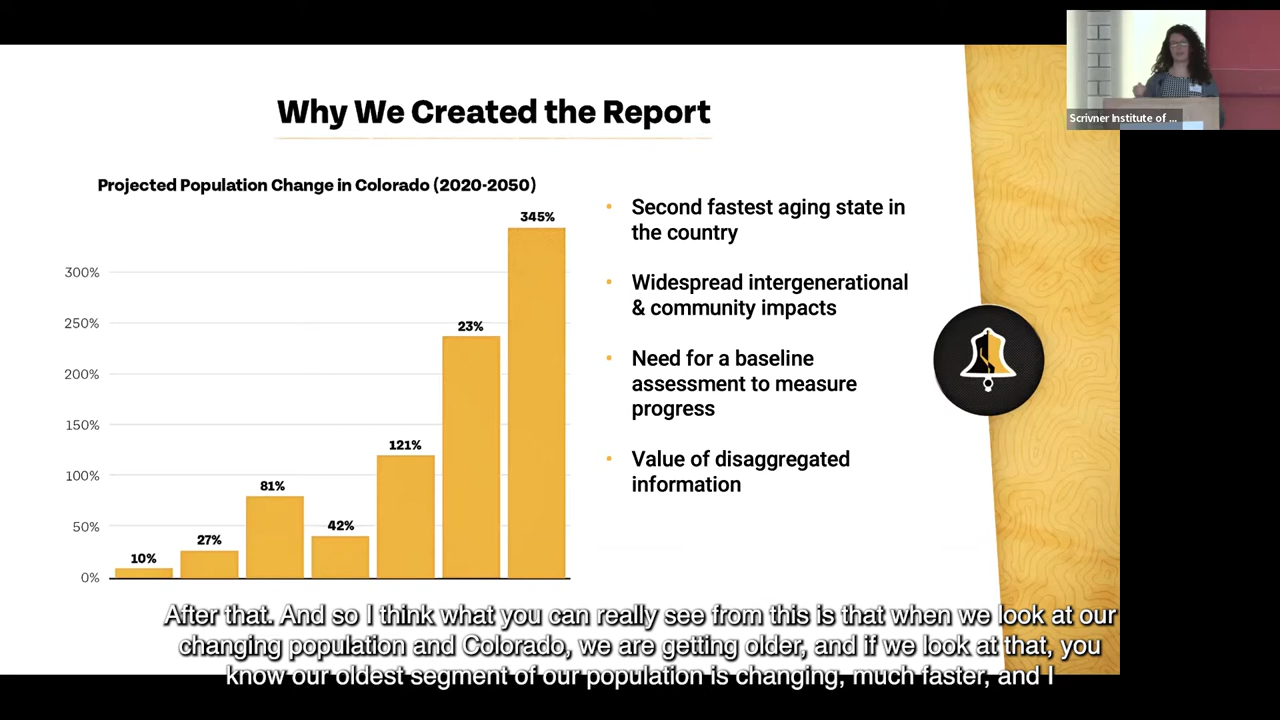 Scrivner Institute of ...
Why We Created the Report
Projected Population Change in Colorado (2020-2050)
345%
300%
250%
23%
200%
150%
121%
100%
81%
50%
42%
27%
10%
0%
• Second fastest aging state in
the country
• Widespread intergenerational
& community impacts
• Need for a baseline
assessment to measure
progress
• Value of disaggregated
information
After that. And so I think what you can really see from this is that when we look at our
changing population and Colorado, we are getting older, and if we look at that, you
know our oldest segment of our population is changing, much faster, and I